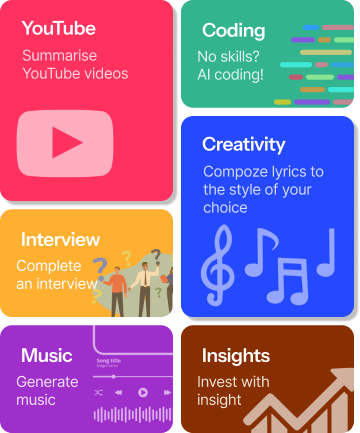 YouTube
Summarise
YouTube videos
Coding
No skills?
AI coding!
Creativity
Compoze lyrics to
the style of your
choice
Interview
Complete
an interview
Music
Generate
music
Song title
Insights
Invest with
insight